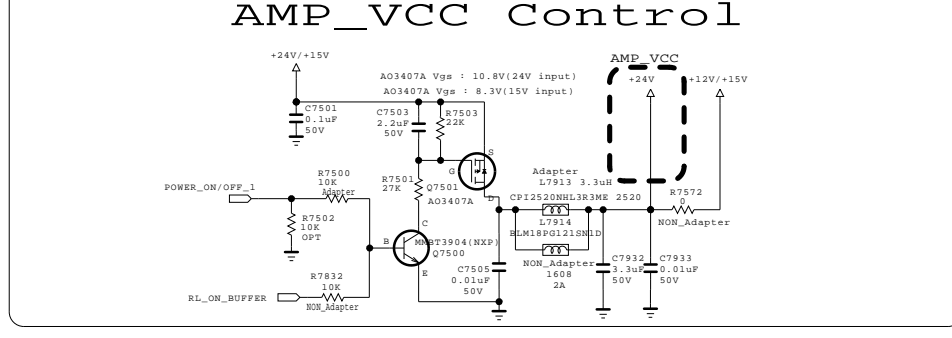 AMP_VCC Control
+24V/+15V
AMP_VCC
+24V
+12V/+15V
AO3407A Vgs : 10.8V(24V input)
AO3407A Vgs : 8.3V(15V input)
C7501
0.1uF
50V
C7503
2.2uF
50V
R7503
22K
S
G
D
R7501
27K
Q7501
AO3407A
POWER_ON/OFF_1
R7500
10K
Adapter
R7502
10K
OPT
Adapter
L7913 3.3uH
CPI2520NHL3R3ME 2520
L7914
BLM18PG121SN1D
NON_Adapter
1608
2A
R7572
0
NON_Adapter
C
B
E
MMBT3904(NXP)
Q7500
C7505
0.01uF
50V
C7932
3.3uF
50V
C7933
0.01uF
50V
R7832
10K
RL_ON_BUFFER
NON_Adapter